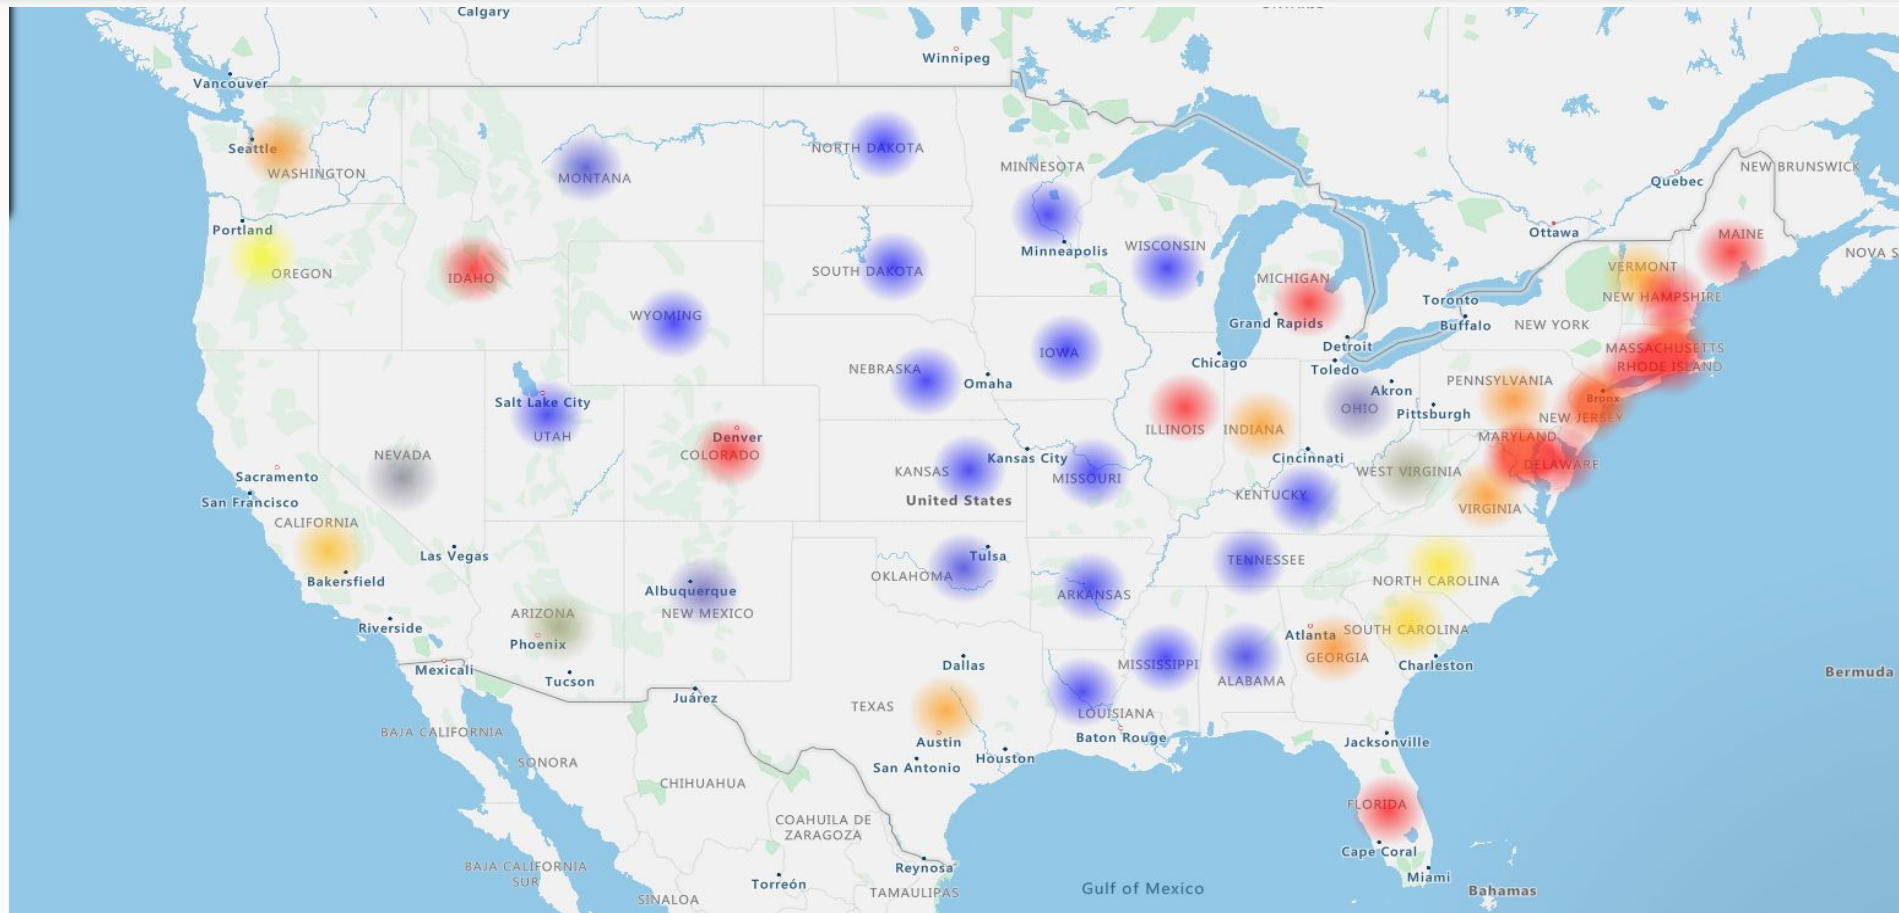 Calgary
Winnipeg
Vancouver
Seattle
WASHINGTON
MONTANA
NORTH DAKOTA
MINNESOTA
Quebec
NEW BRUNSWICK
Portland
OREGON
IDAHO
SOUTH DAKOTA
Minneapolis
WISCONSIN
Ottawa
MAINE
NOVA S
WYOMING
MICHIGAN
Grand Rapids
Toronto
Buffalo
NEW YORK
VERMONT
NEW HAMPSHIRE
NEBRASKA
IOWA
Omaha
Chicago
Detroit
Toledo
MASSACHUSETTS
RHODE ISLAND
Salt Lake City
UTAH
Denver
COLORADO
ILLINOIS
INDIANA
OHIO
Akron
Pittsburgh
PENNSYLVANIA
Bronx
NEW JERSEY
NEVADA
Sacramento
San Francisco
CALIFORNIA
KANSAS
Kansas City
United States
MISSOURI
Cincinnati
KENTUCKY
WEST VIRGINIA
MARYLAND
DELAWARE
VIRGINIA
Las Vegas
Bakersfield
Tulsa
OKLAHOMA
ARKANSAS
TENNESSEE
NORTH CAROLINA
Riverside
ARIZONA
Phoenix
Albuquerque
NEW MEXICO
Atlanta
SOUTH CAROLINA
GEORGIA
Charleston
Mexicali
Tucson
Juárez
Dallas
MISSISSIPPI
ALABAMA
Bermuda
TEXAS
LOUISIANA
Baton Rouge
Austin
Houston
San Antonio
Jacksonville
BAJA CALIFORNIA
SONORA
CHIHUAHUA
COAHUILA DE
ZARAGOZA
FLORIDA
Cape Coral
Miami
BAJA CALIFORNIA
SUR
Torreón
Reynosa
TAMAULIPAS
SINALOA
Gulf of Mexico
Bahamas